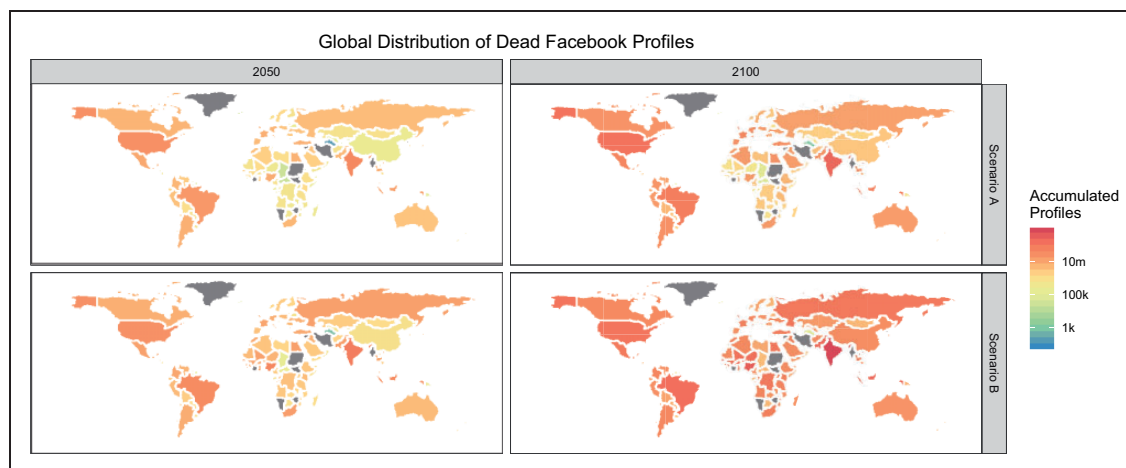 Global Distribution of Dead Facebook Profiles
2050
2100
Scenario A
Scenario B
Accumulated
Profiles
10m
100k
1k